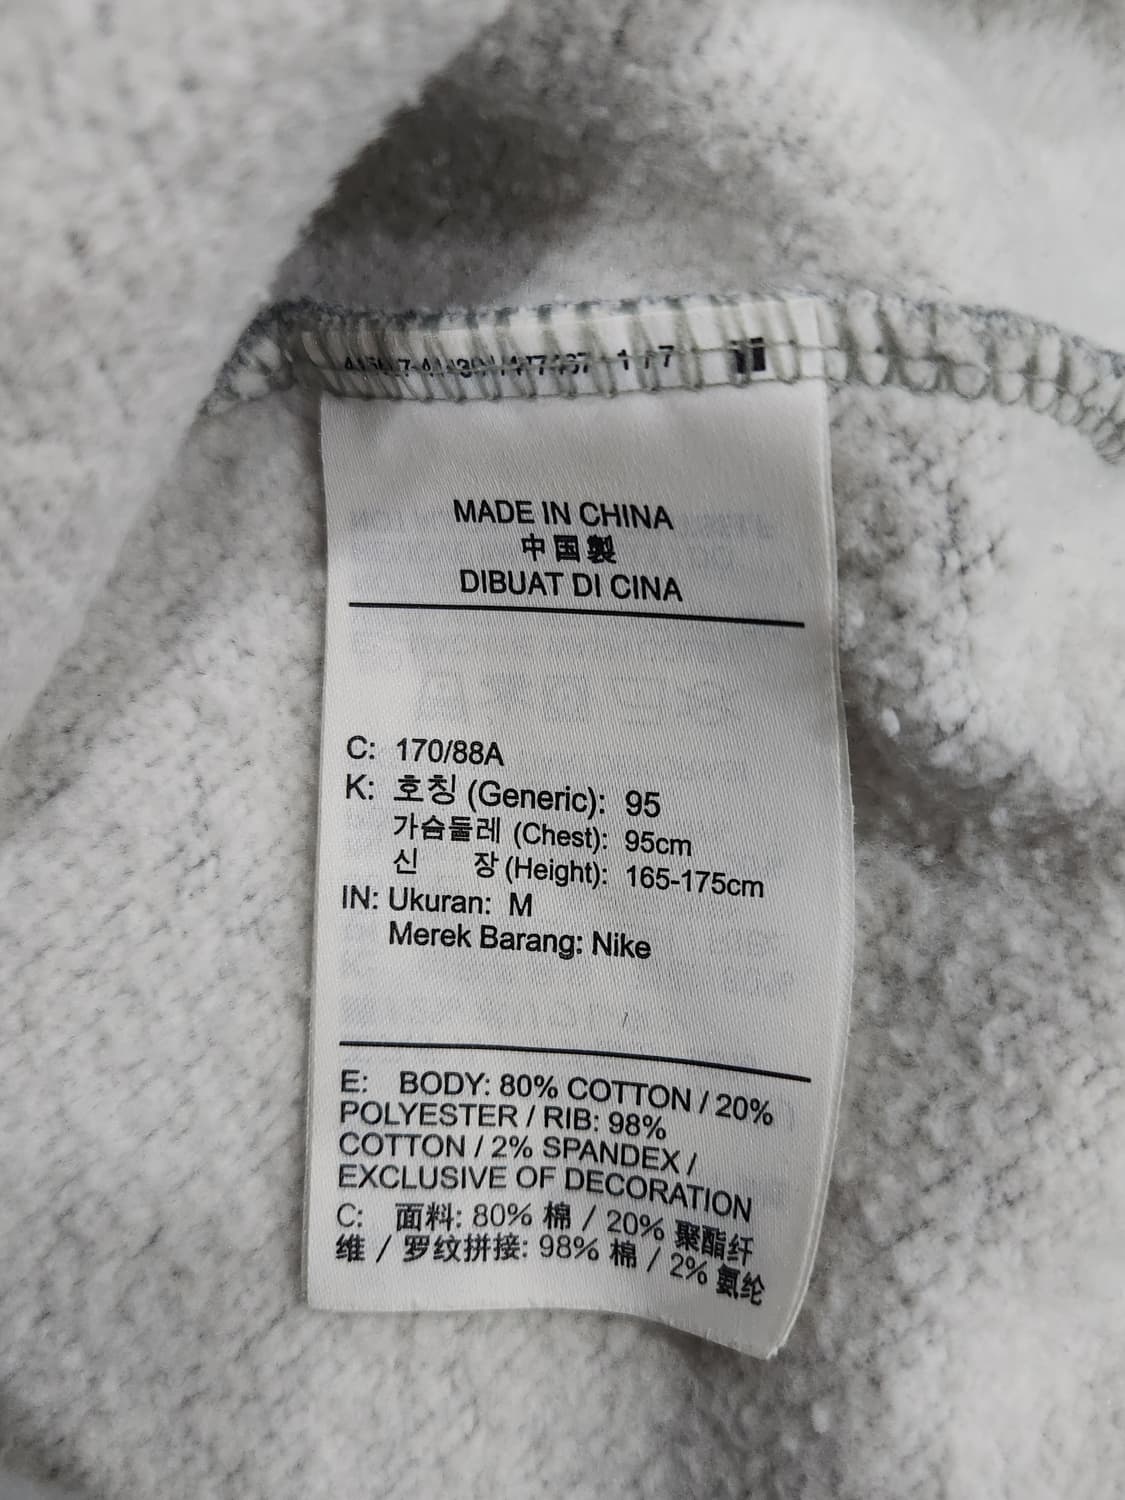 MADE IN CHINA
中国製
DIBUAT DI CINA
C: 170/88A
K: 호칭 (Generic): 95
가슴둘레 (Chest): 95cm
신 장 (Height): 165-175cm
IN: Ukuran: M
Merek Barang: Nike
E: BODY: 80% COTTON / 20%
POLYESTER / RIB: 98%
COTTON / 2% SPANDEX /
EXCLUSIVE OF DECORATION
C: 面料: 80% 棉 / 20% 聚酯纤
维 / 罗纹拼接: 98% 棉 / 2% 氨纶